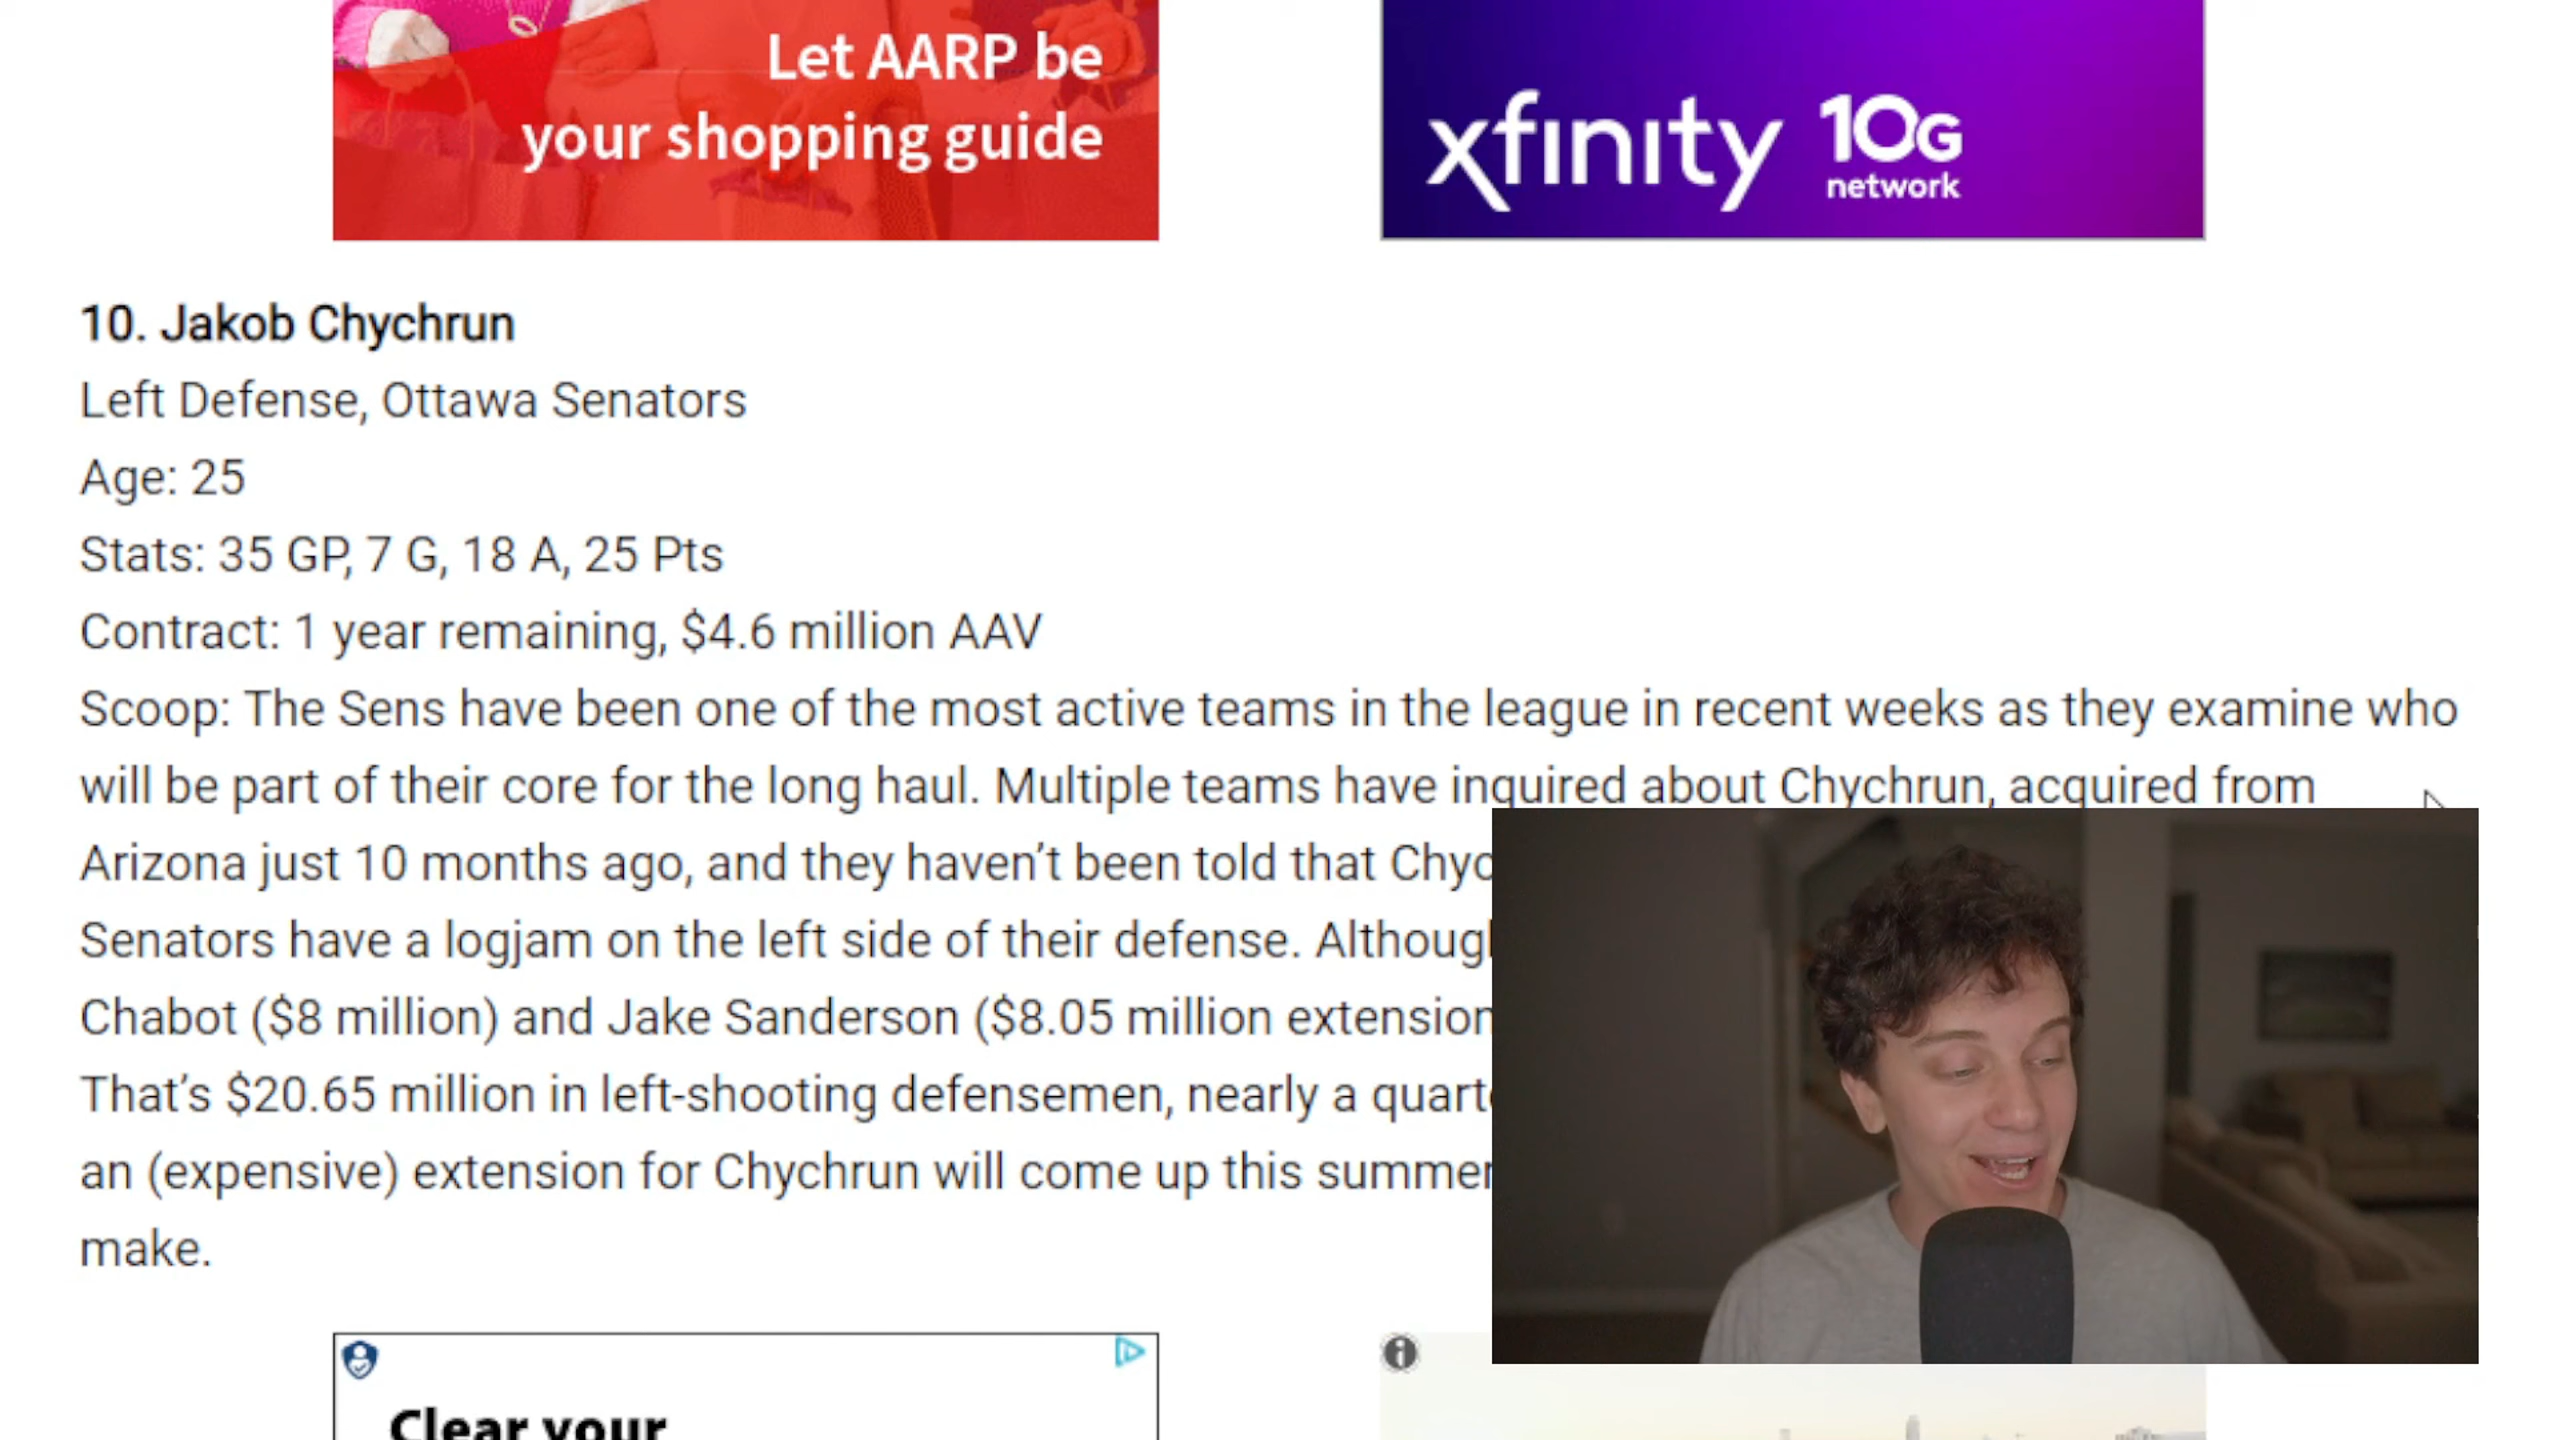 Let AARP be
your shopping guide
xfinity 10G
network
10. Jakob Chychrun
Left Defense, Ottawa Senators
Age: 25
Stats: 35 GP, 7 G, 18 A, 25 Pts
Contract: 1 year remaining, $4.6 million AAV
Scoop: The Sens have been one of the most active teams in the league in recent weeks as they examine who
will be part of their core for the long haul. Multiple teams have inquired about Chychrun, acquired from
Arizona just 10 months ago, and they haven’t been told that
Senators have a logjam on the left side of their defense.
Chabot ($8 million) and Jake Sanderson ($8.05 million extension
That’s $20.65 million in left-shooting defensemen, nearly a
an (expensive) extension for Chychrun will come up this summer
make.
Clear your